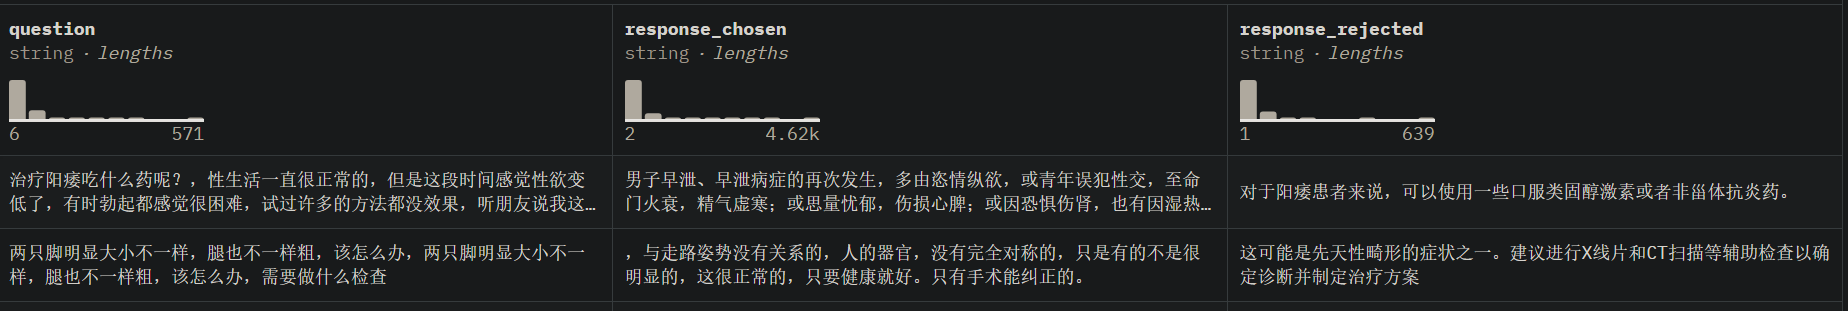 question
string · lengths
6
571
response_chosen
string · lengths
2
4.62k
response_rejected
string · lengths
1
639
治疗阳痿吃什么药呢？，性生活一直很正常的，但是这段时间感觉性欲变
低了，有时勃起都感觉很困难，试过许多的方法都没效果，听朋友说我这…
男子早泄、早泄病症的再次发生，多由恣情纵欲，或青年误犯性交，至命
门火衰，精气虚寒；或思量忧郁，伤损心脾；或因恐惧伤肾，也有因湿热…
对于阳痿患者来说，可以使用一些口服类固醇激素或者非甾体抗炎药。
两只脚明显大小不一样，腿也不一样粗，该怎么办，两只脚明显大小不一
样，腿也不一样粗，该怎么办，需要做什么检查
，与走路姿势没有关系的，人的器官，没有完全对称的，只是有的不是很
明显的，这很正常的，只要健康就好。只有手术能纠正的。
这可能是先天性畸形的症状之一。建议进行X线片和CT扫描等辅助检查以确
定诊断并制定治疗方案